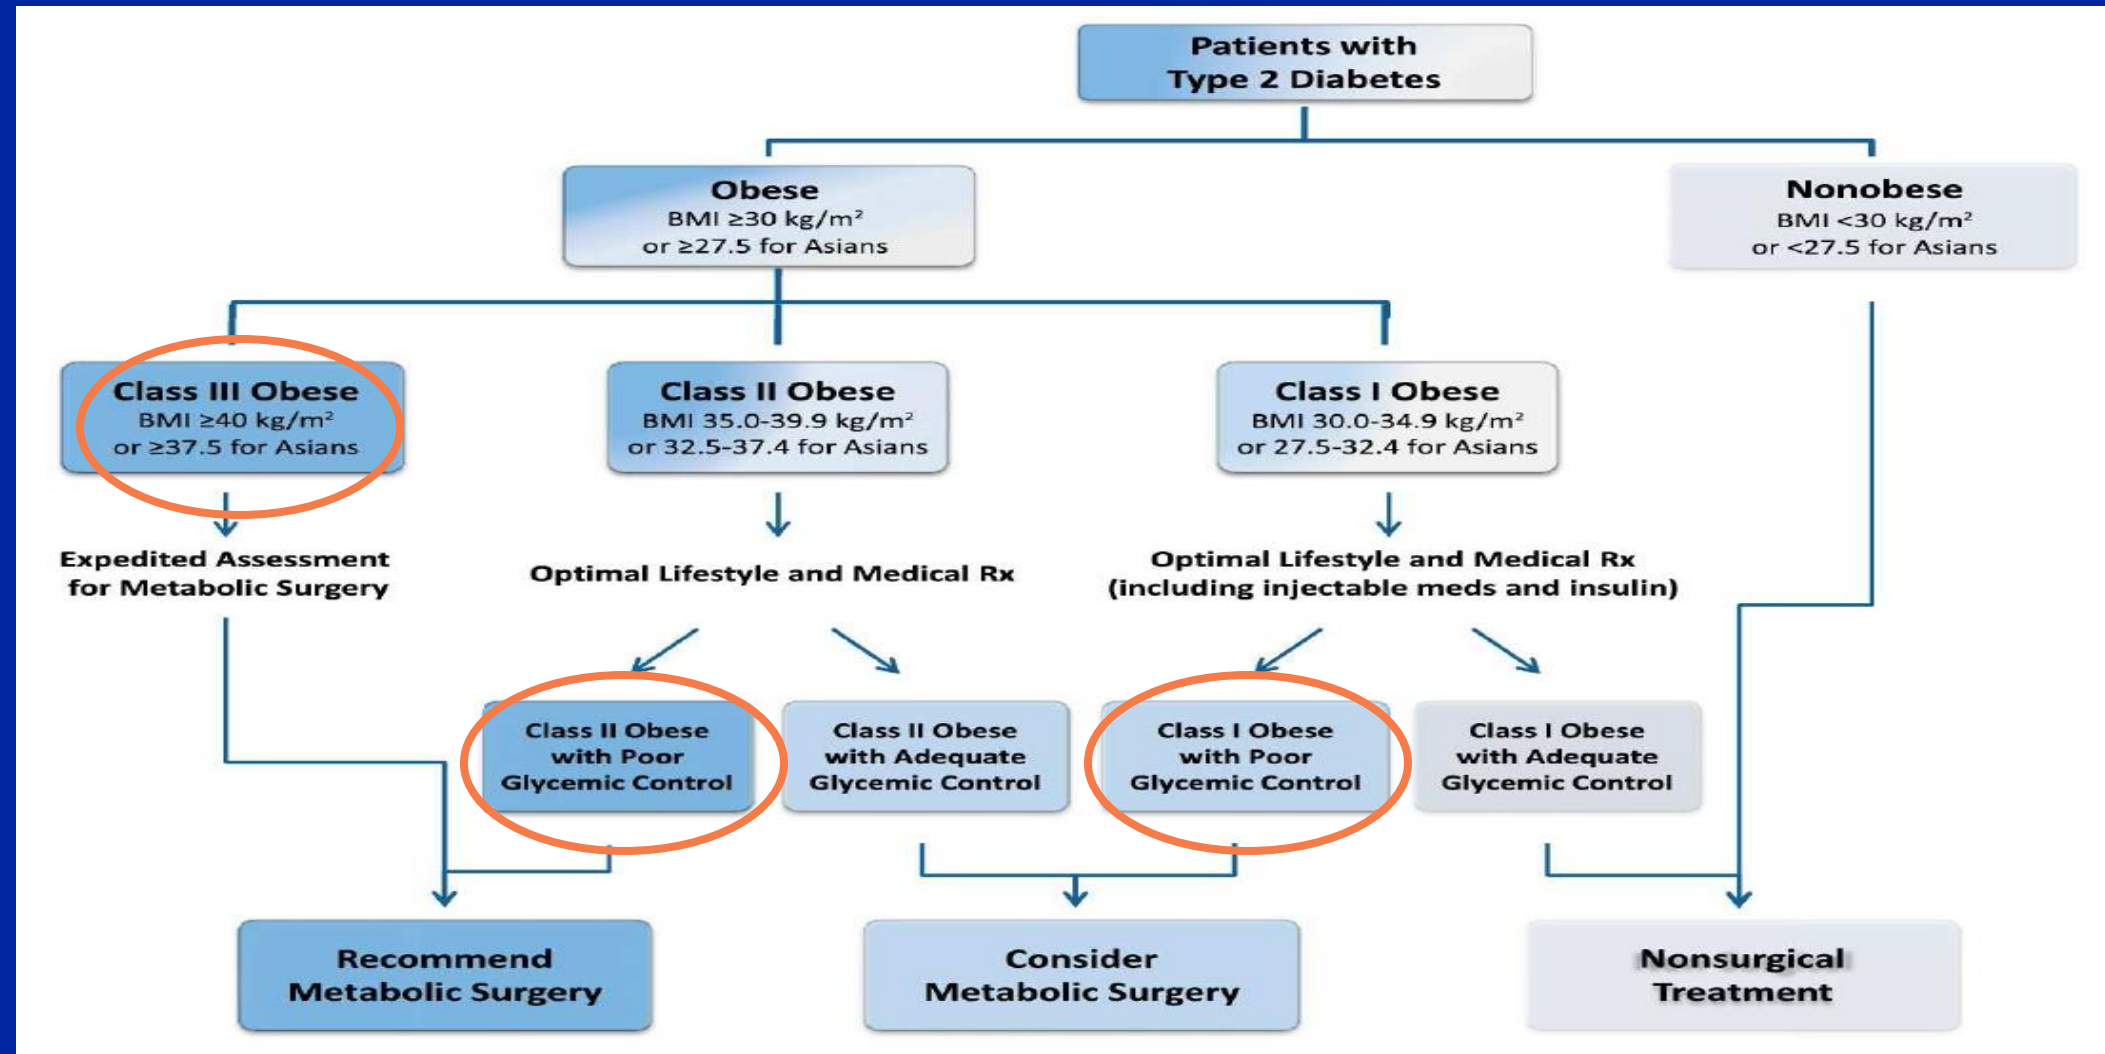 Patients with
Type 2 Diabetes
Obese
BMI ≥30 kg/m²
or ≥27.5 for Asians
Nonobese
BMI <30 kg/m²
or <27.5 for Asians
Class III Obese
BMI ≥40 kg/m²
or ≥37.5 for Asians
Class II Obese
BMI 35.0-39.9 kg/m²
or 32.5-37.4 for Asians
Class I Obese
BMI 30.0-34.9 kg/m²
or 27.5-32.4 for Asians
Expedited Assessment
for Metabolic Surgery
Optimal Lifestyle and Medical Rx
Optimal Lifestyle and Medical Rx
(including injectable meds and insulin)
Class II Obese
with Poor
Glycemic Control
Class II Obese
with Adequate
Glycemic Control
Class I Obese
with Poor
Glycemic Control
Class I Obese
with Adequate
Glycemic Control
Recommend
Metabolic Surgery
Consider
Metabolic Surgery
Nonsurgical
Treatment